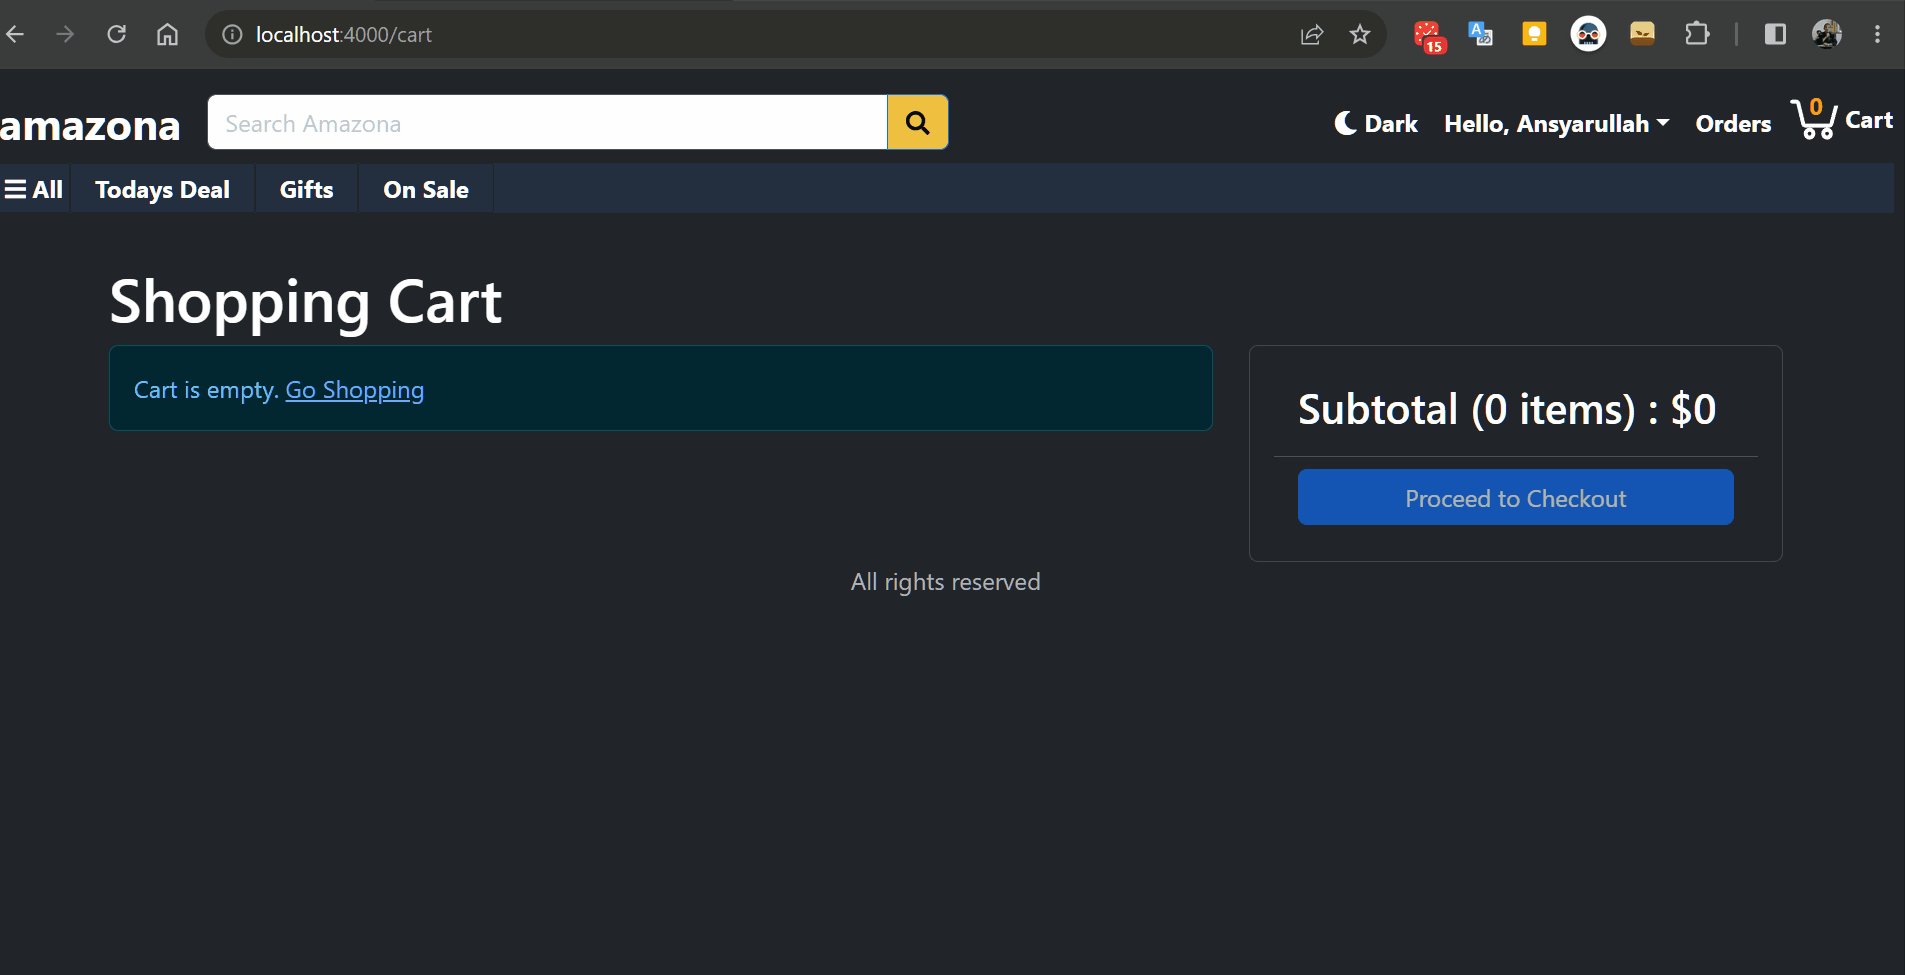 localhost:4000/cart
15
amazona
Search Amazona
Dark
Hello, Ansyarullah
Orders
0
Cart
All
Todays Deal
Gifts
On Sale
Shopping Cart
Cart is empty. Go Shopping
Subtotal (0 items) : $0
Proceed to Checkout
All rights reserved